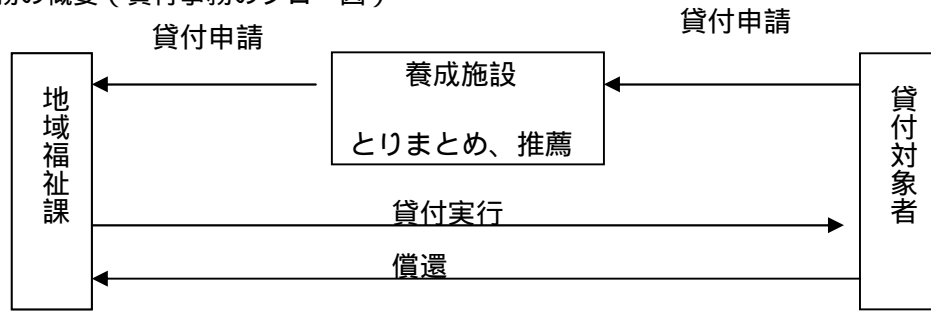 務の概要(貸付事務のフロー図)
貸付申請
貸付申請
地域福祉課
養成施設
とりまとめ、推薦
貸付対象者
貸付実行
償還